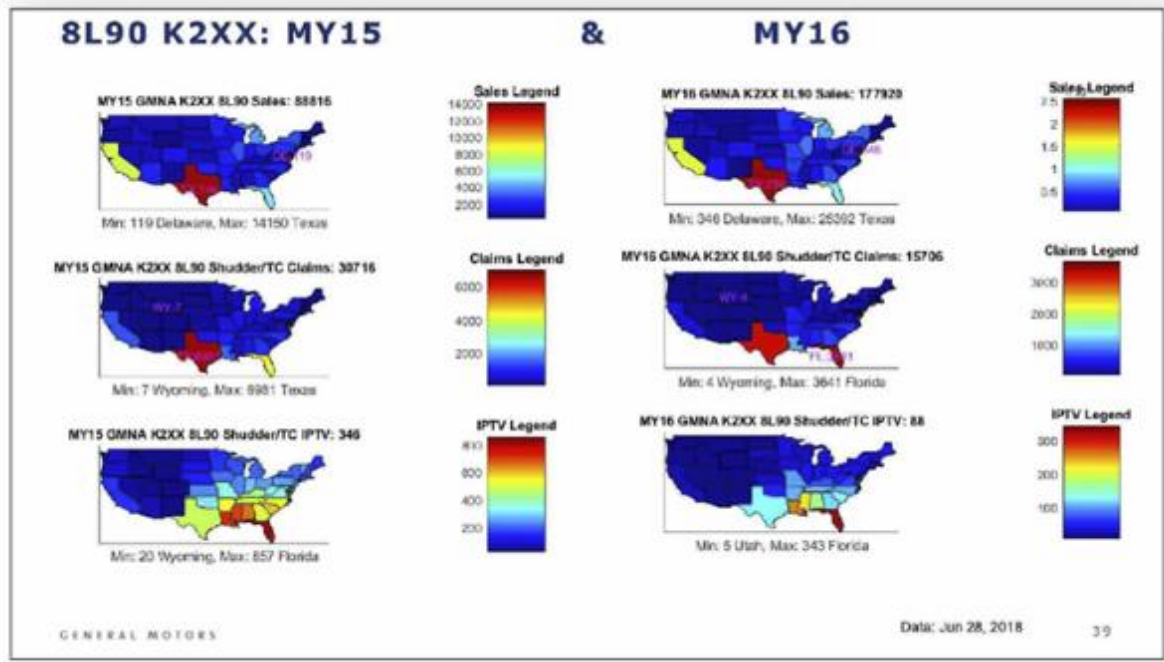 8L90 K2XX: MY15 & MY16
MY15 GMNA K2XX 8L90 Sales: 88816
Sales Legend
14000
12000
10000
8000
6000
4000
2000
Min: 119 Delaware, Max: 14150 Texas
MY16 GMNA K2XX 8L90 Sales: 177920
Sales Legend
2.5
2
1.5
1
0.5
Min: 346 Delaware, Max: 25392 Texas
MY15 GMNA K2XX 8L90 Shudder/TC Claims: 30716
WY-7
Claims Legend
6000
4000
2000
Min: 7 Wyoming, Max: 6981 Texas
MY16 GMNA K2XX 8L90 Shudder/TC Claims: 15706
WY-4
Claims Legend
3000
2000
1000
Min: 4 Wyoming, Max: 3641 Florida
MY15 GMNA K2XX 8L90 Shudder/TC IPTV: 346
IPTV Legend
800
600
400
200
Min: 20 Wyoming, Max: 857 Florida
MY16 GMNA K2XX 8L90 Shudder/TC IPTV: 88
IPTV Legend
300
200
100
Min: 5 Utah, Max: 343 Florida
GENERAL MOTORS
Data: Jun 28, 2018
39